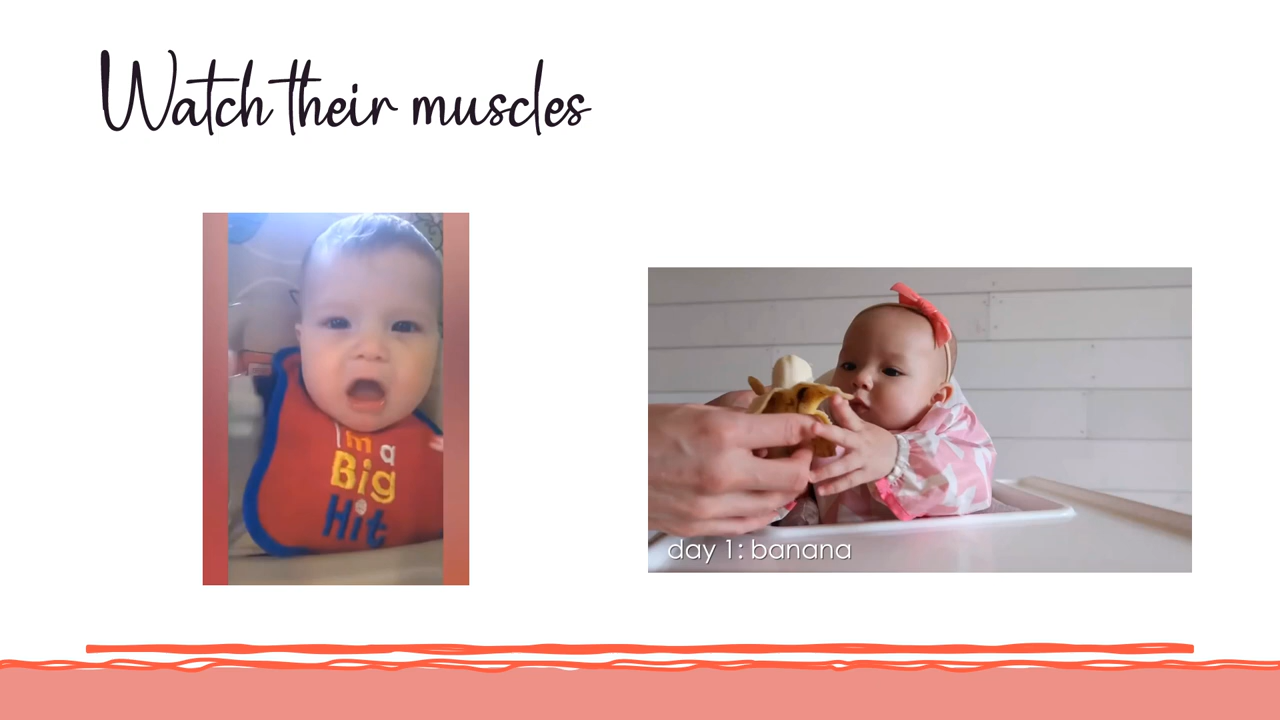 Watch their muscles
I'm a
Big
Hit
day 1: banana